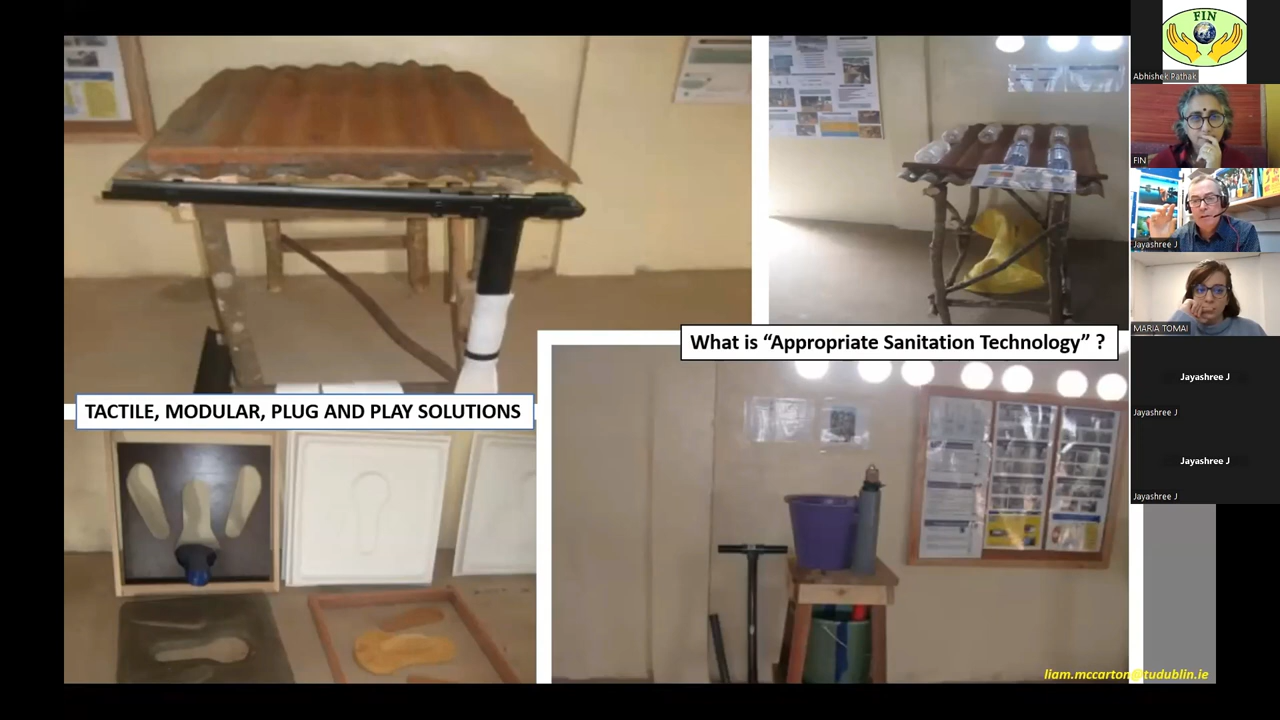 What is “Appropriate Sanitation Technology” ?
TACTILE, MODULAR, PLUG AND PLAY SOLUTIONS
liam.mccarton@tudublin.ie
FIN
Abhishek Pathak
FIN
Jayashree J
MARIA TOMAI
Jayashree J
Jayashree J
Jayashree J
Jayashree J